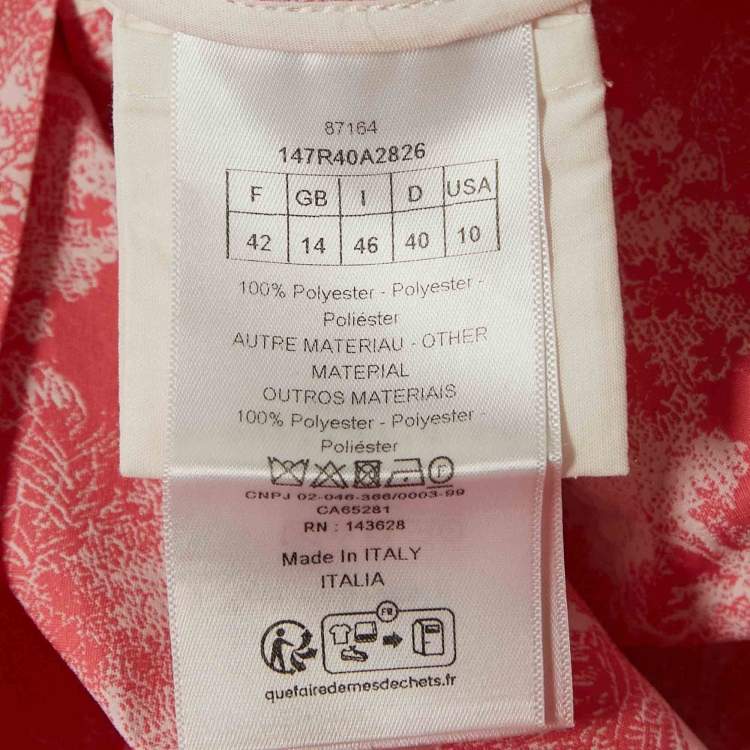 87164
147R40A2826
F GB I D USA
42 14 46 40 10
100% Polyester - Polyester -
Poliéster
AUTRE MATERIAU - OTHER
MATERIAL
OUTROS MATERIAIS
100% Polyester - Polyester -
Poliéster
CNPJ 02-046-366/0003-99
CA65281
RN : 143628
Made In ITALY
ITALIA
FR
quefairedemesdechets.fr